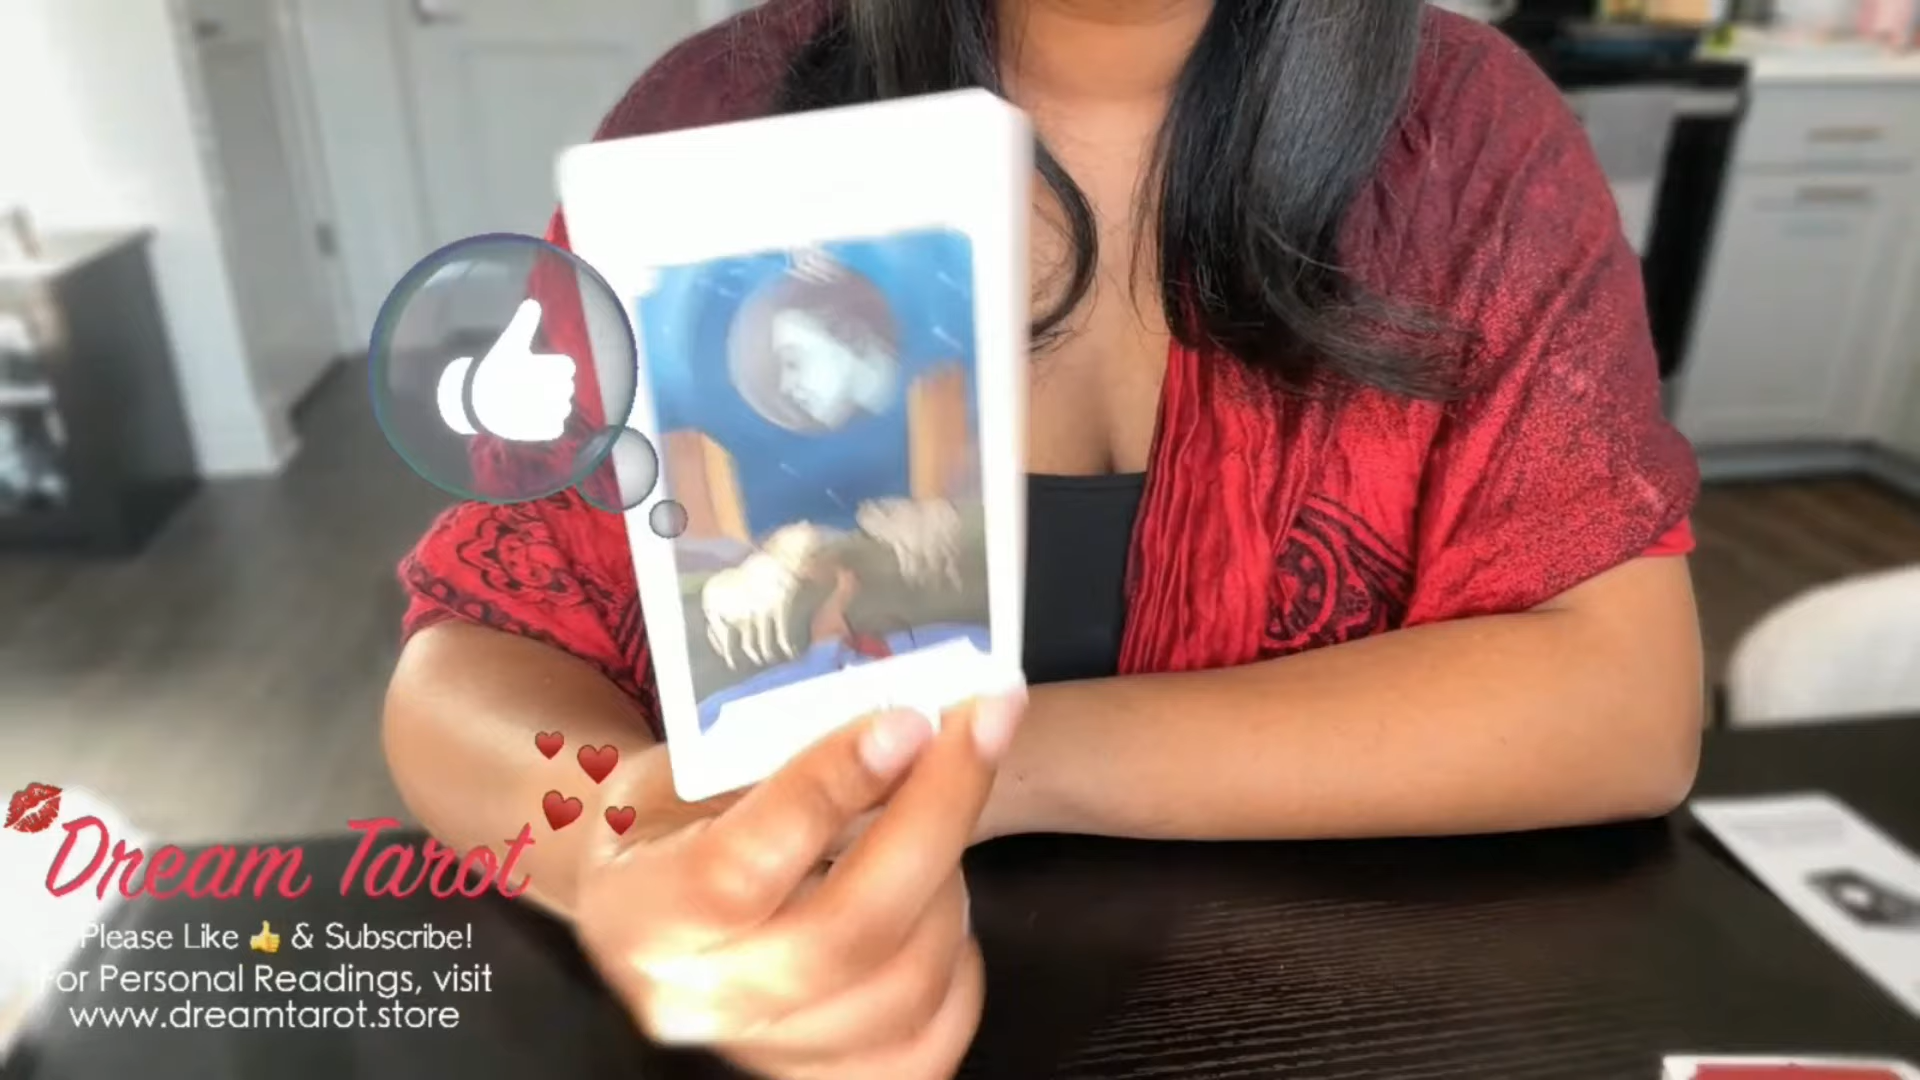 Dream Tarot
Please Like 👍 & Subscribe!
For Personal Readings, visit
www.dreamtarot.store